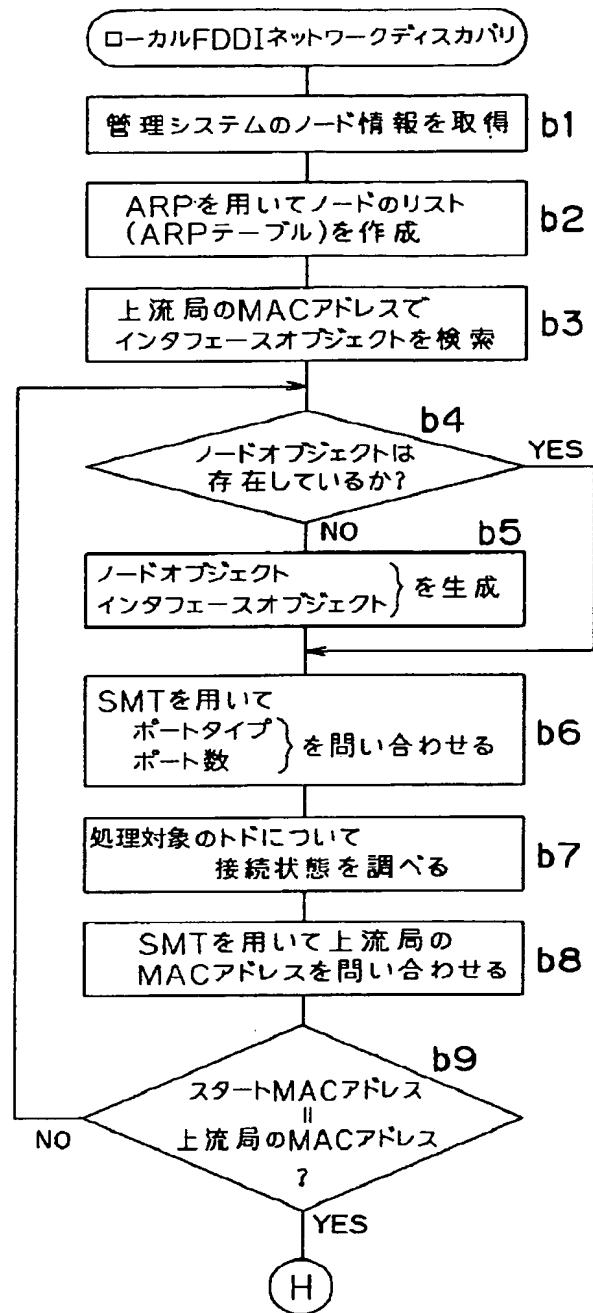 ローカルFDDIネットワークディスカバリ
管理システムのノード情報を取得 b1
ARPを用いてノードのリスト
(ARPテーブル)を作成 b2
上流局のMACアドレスで
インタフェースオブジェクトを検索 b3
b4
ノードオブジェクトは
存在しているか?
YES
NO
b5
ノードオブジェクト
インタフェースオブジェクト
を生成
SMTを用いて
ポートタイプ
ポート数
を問い合わせる b6
処理対象のトドについて
接続状態を調べる b7
SMTを用いて上流局の
MACアドレスを問い合わせる b8
b9
スタートMACアドレス
=
上流局のMACアドレス
?
NO
YES
H